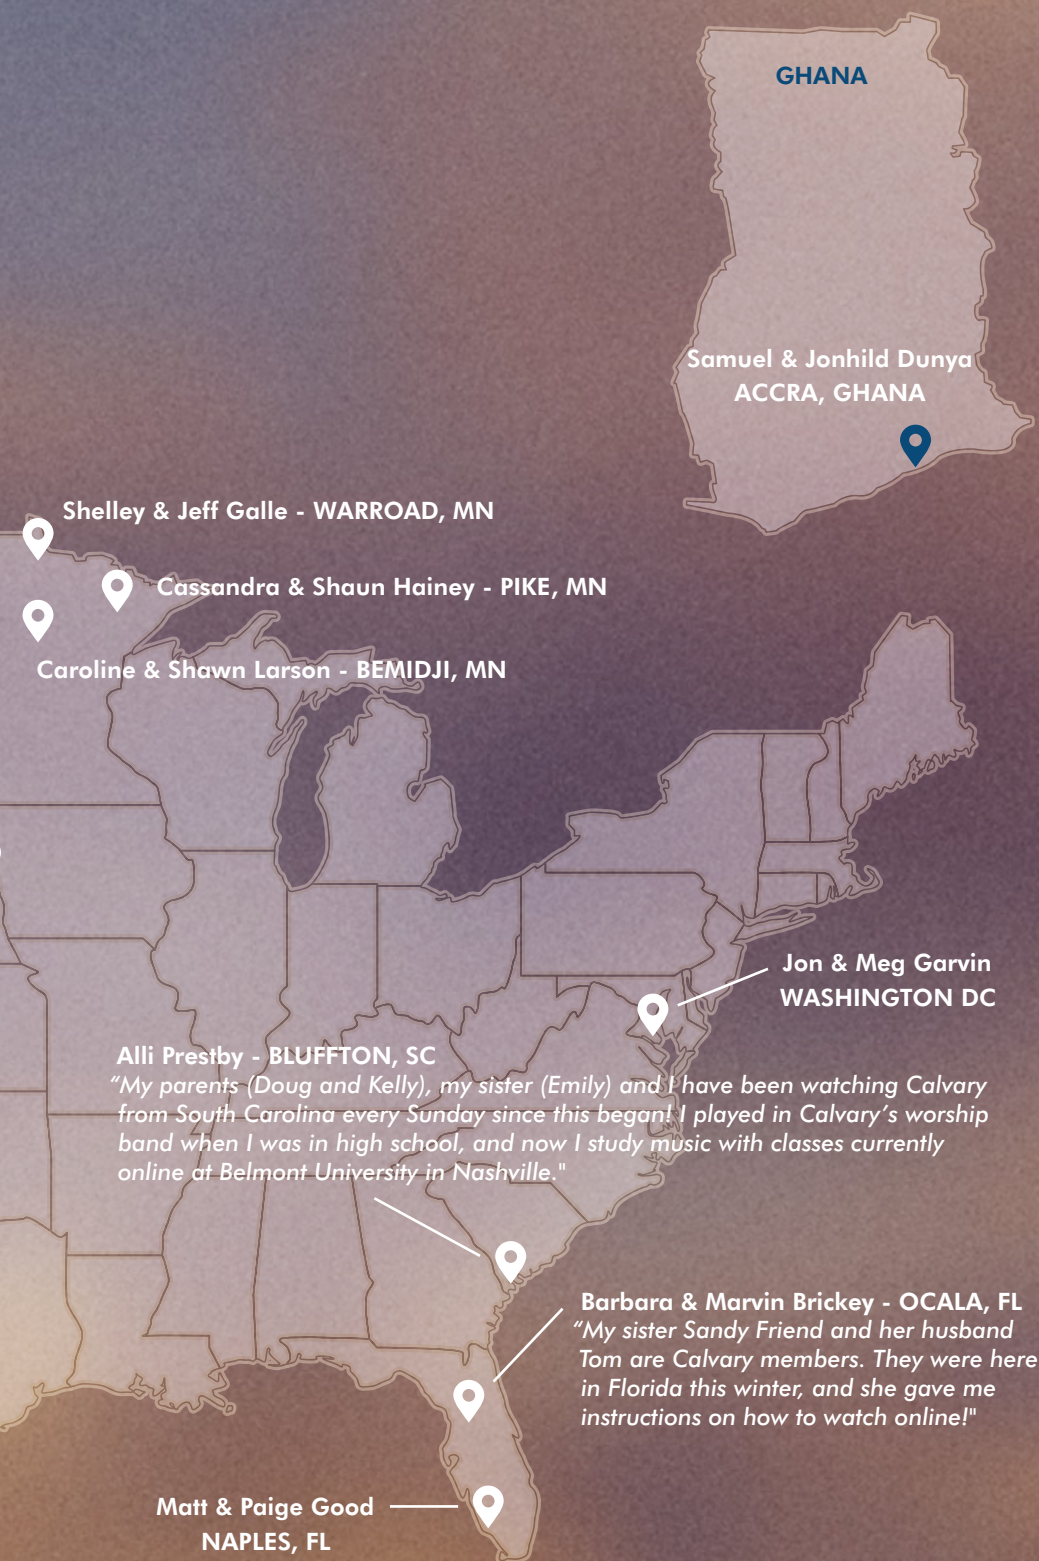 GHANA
Samuel & Jonhild Dunya
ACCRA, GHANA
Shelley & Jeff Galle - WARROAD, MN
Cassandra & Shaun Hainey - PIKE, MN
Caroline & Shawn Larson - BEMIDJI, MN
Jon & Meg Garvin
WASHINGTON DC
Alli Prestby - BLUFFTON, SC
“My parents (Doug and Kelly), my sister (Emily) and I have been watching Calvary
from South Carolina every Sunday since this began! I played in Calvary’s worship
band when I was in high school, and now I study music with classes currently
online at Belmont University in Nashville."
Barbara & Marvin Brickey - OCALA, FL
“My sister Sandy Friend and her husband
Tom are Calvary members. They were here
in Florida this winter, and she gave me
instructions on how to watch online!"
Matt & Paige Good
NAPLES, FL